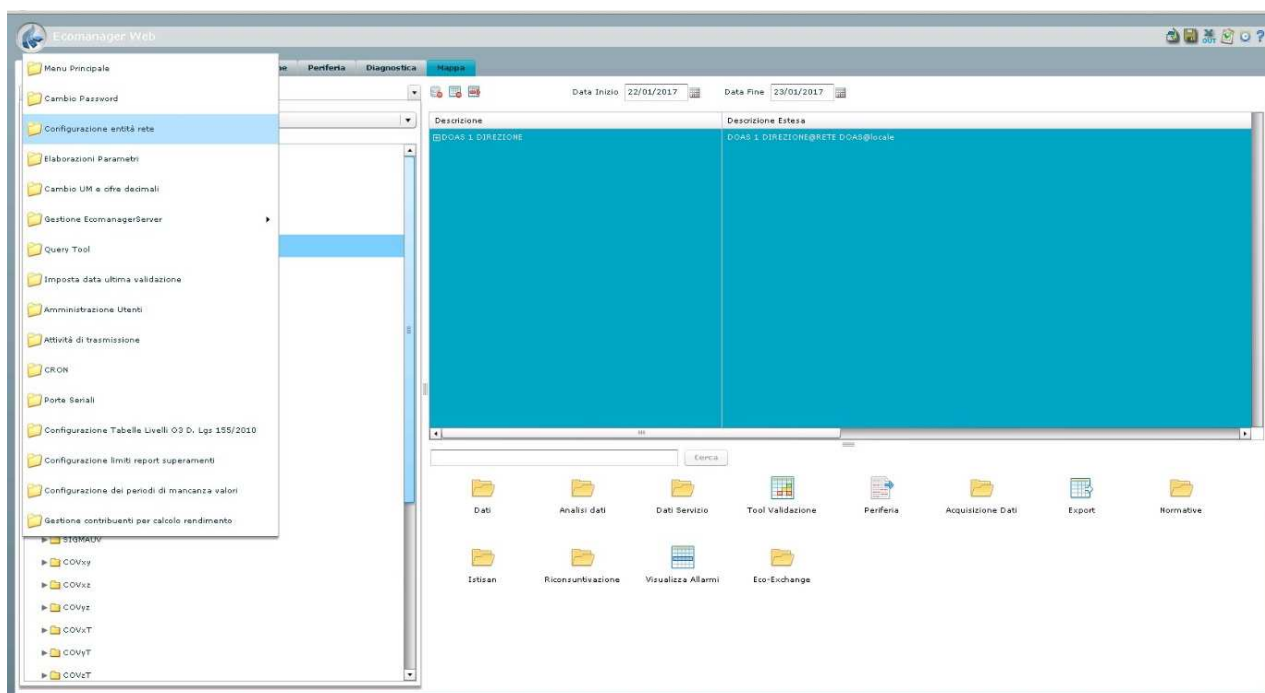 Ecomanager Web
OUT
?
Menu Principale
Periferia
Diagnostica
Mappa
Cambio Password
Configurazione entità rete
Elaborazioni Parametri
Cambio UM e cifre decimali
Gestione EcomanagerServer
Query Tool
Imposta data ultima validazione
Amministrazione Utenti
Attività di trasmissione
CRON
Porte Seriali
Configurazione Tabelle Livelli O3 D. Lgs 155/2010
Configurazione limiti report superamenti
Configurazione dei periodi di mancanza valori
Gestione contribuenti per calcolo rendimento
SIGMAUV
COVxy
COVxz
COVyz
COVxT
COVyT
COVzT
Data Inizio 22/01/2017
Data Fine 23/01/2017
Descrizione
Descrizione Estesa
DOAS 1 DIREZIONE
DOAS 1 DIREZIONE@RETE DOAS@locale
Cerca
Dati
Analisi dati
Dati Servizio
Tool Validazione
Periferia
Acquisizione Dati
Export
Normative
Istisan
Riconsuntivazione
Visualizza Allarmi
Eco-Exchange